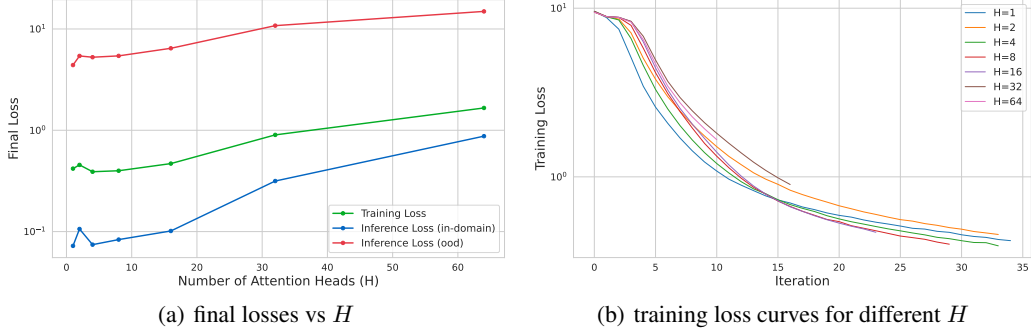 10¹
10⁰
10⁻¹
Final Loss
0 10 20 30 40 50 60
Number of Attention Heads (H)
Training Loss
Inference Loss (in-domain)
Inference Loss (ood)
(a) final losses vs H
10¹
10⁰
Training Loss
0 5 10 15 20 25 30 35
Iteration
H=1
H=2
H=4
H=8
H=16
H=32
H=64
(b) training loss curves for different H